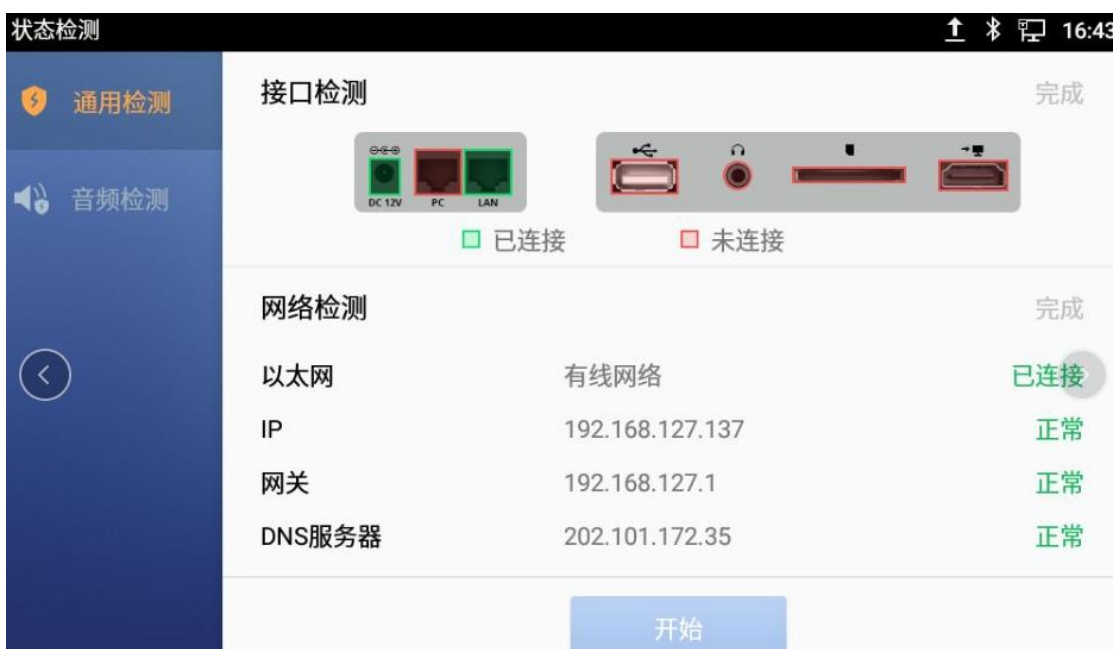 状态检测 16:43
通用检测
音频检测
接口检测 完成
DC 12V PC LAN
已连接 未连接
网络检测 完成
以太网 有线网络 已连接
IP 192.168.127.137 正常
网关 192.168.127.1 正常
DNS服务器 202.101.172.35 正常
开始